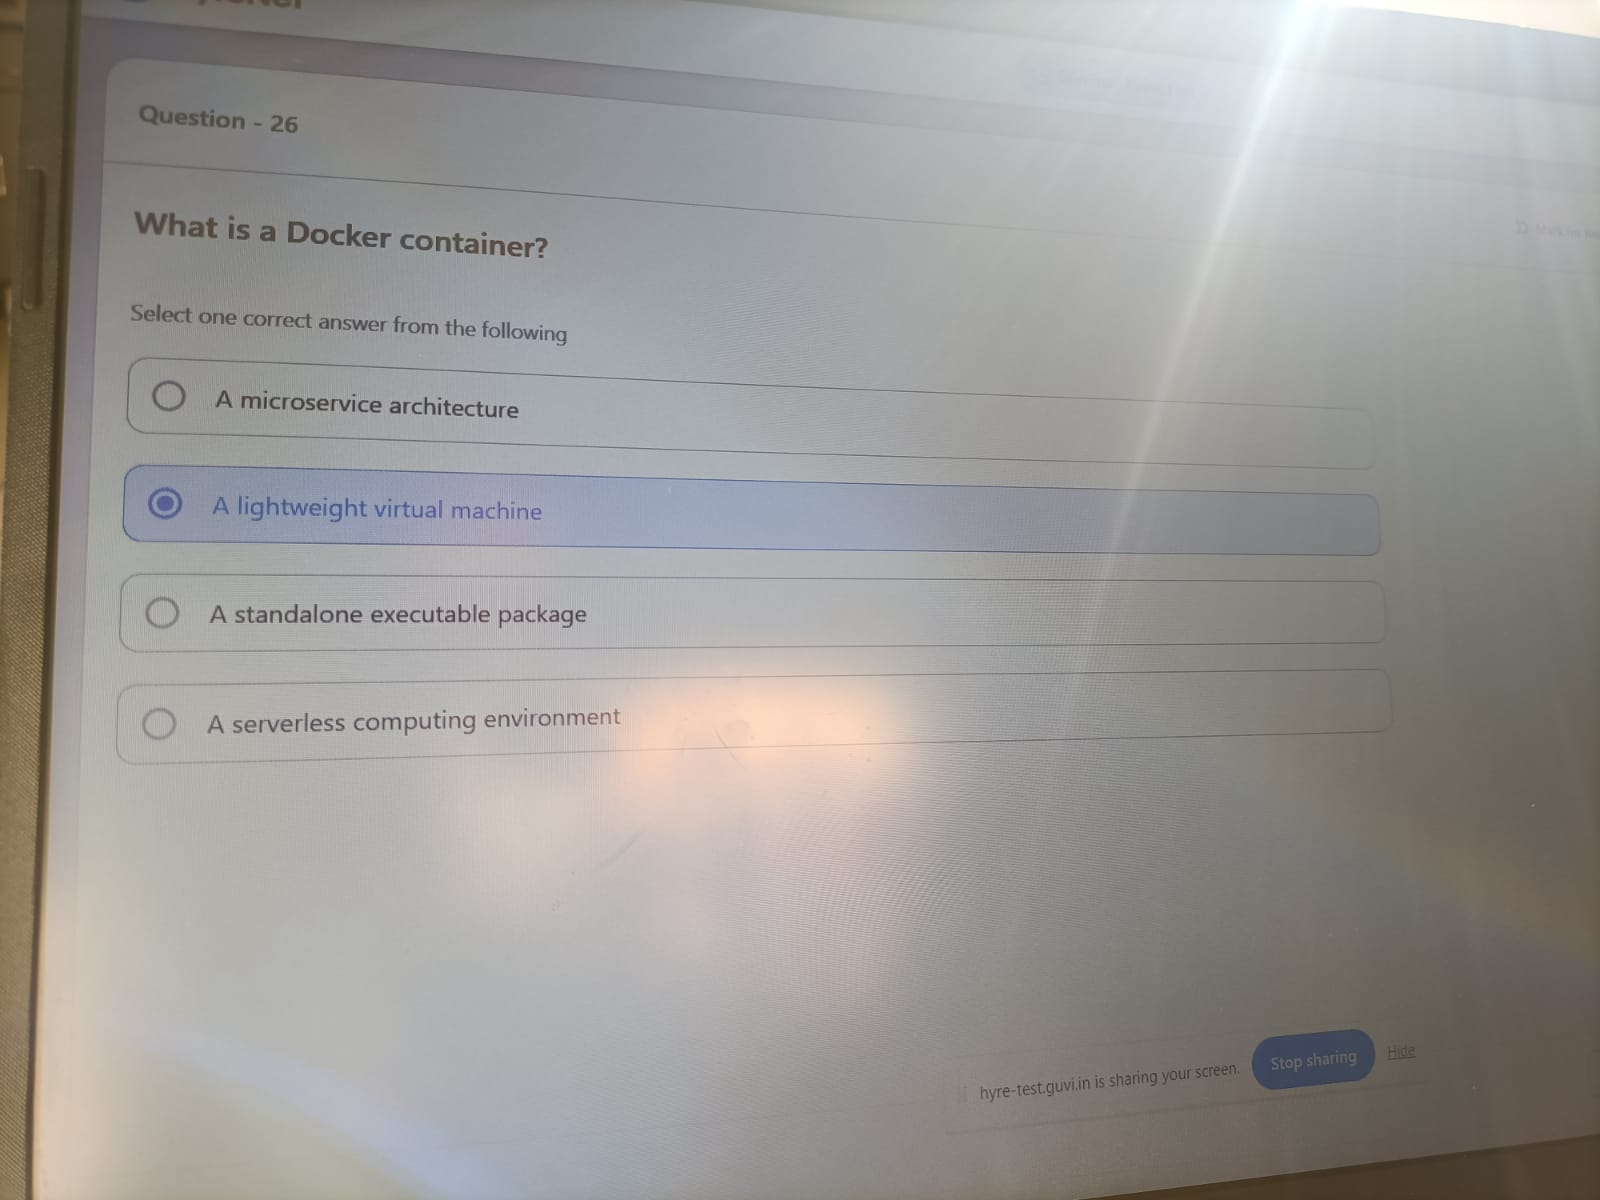 Question - 26
What is a Docker container?
Select one correct answer from the following
A microservice architecture
A lightweight virtual machine
A standalone executable package
A serverless computing environment
hyre-test.guvi.in is sharing your screen. Stop sharing Hide